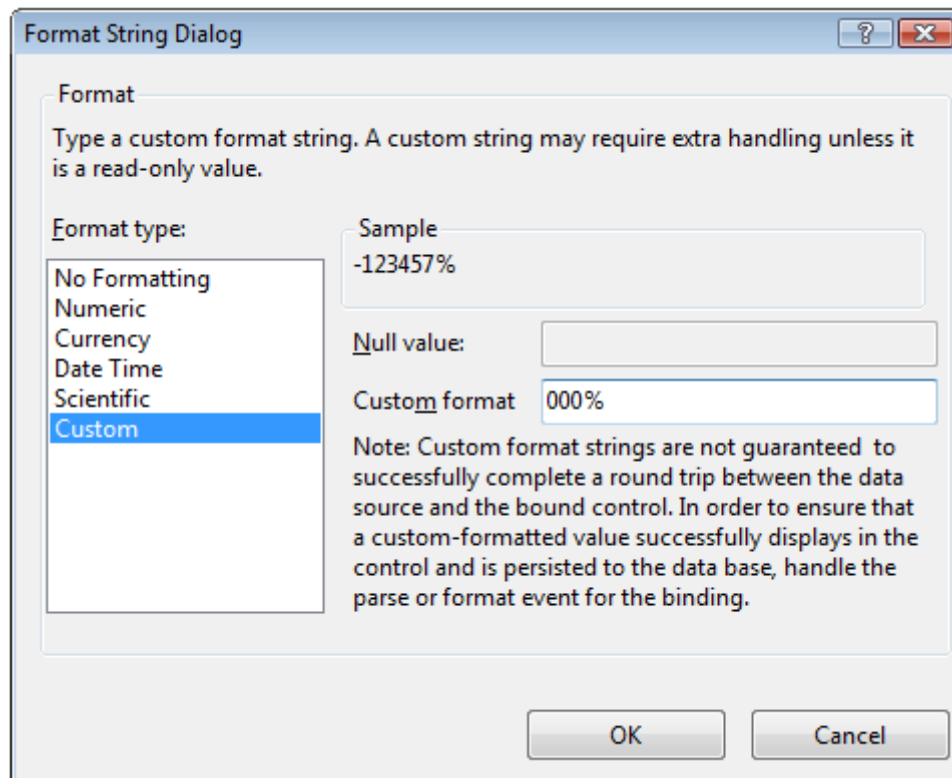 Format String Dialog
Format
Type a custom format string. A custom string may require extra handling unless it
is a read-only value.
Format type:
No Formatting
Numeric
Currency
Date Time
Scientific
Custom
Sample
-123457%
Null value:
Custom format 000%
Note: Custom format strings are not guaranteed  to
successfully complete a round trip between the data
source and the bound control. In order to ensure that
a custom-formatted value successfully displays in the
control and is persisted to the data base, handle the
parse or format event for the binding.
OK Cancel